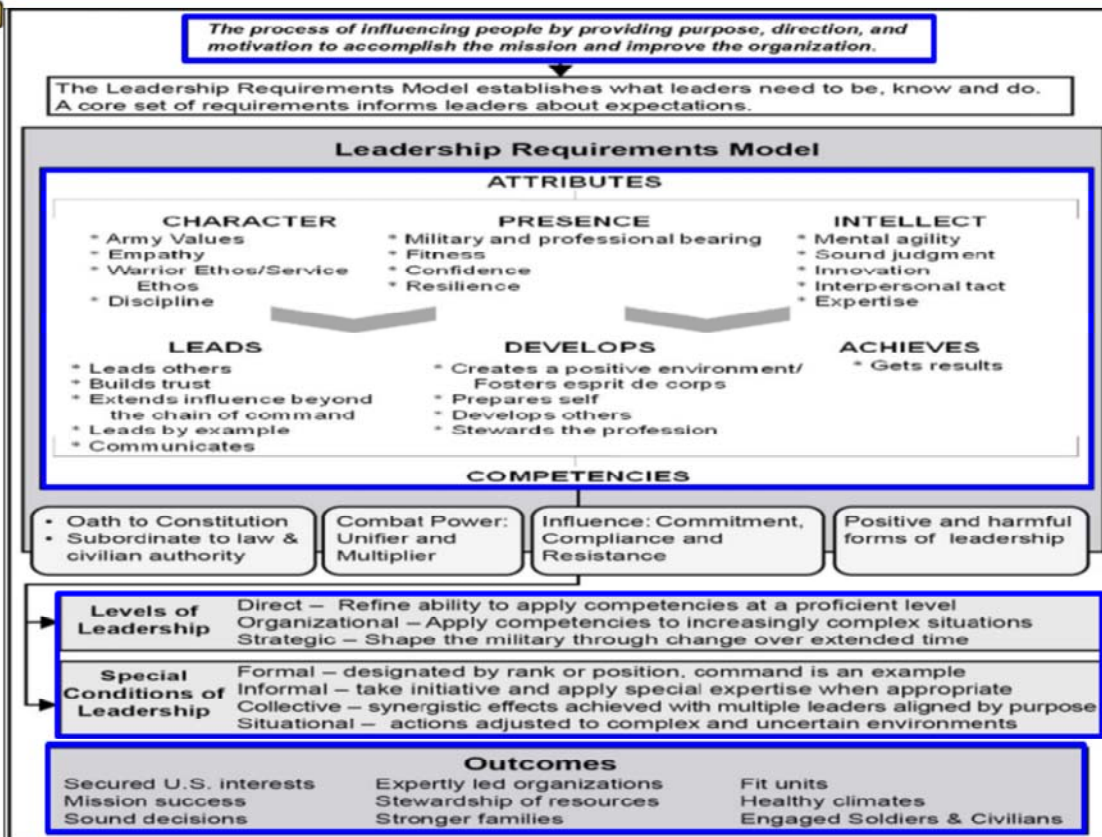 The process of influencing people by providing purpose, direction, and
motivation to accomplish the mission and improve the organization.
The Leadership Requirements Model establishes what leaders need to be, know and do.
A core set of requirements informs leaders about expectations.
Leadership Requirements Model
ATTRIBUTES
CHARACTER
* Army Values
* Empathy
* Warrior Ethos/Service
Ethos
* Discipline
PRESENCE
* Military and professional bearing
* Fitness
* Confidence
* Resilience
INTELLECT
* Mental agility
* Sound judgment
* Innovation
* Interpersonal tact
* Expertise
LEADS
* Leads others
* Builds trust
* Extends influence beyond
the chain of command
* Leads by example
* Communicates
DEVELOPS
* Creates a positive environment/
Fosters esprit de corps
* Prepares self
* Develops others
* Stewards the profession
ACHIEVES
* Gets results
COMPETENCIES
• Oath to Constitution
• Subordinate to law &
civilian authority
Combat Power:
Unifier and
Multiplier
Influence: Commitment,
Compliance and
Resistance
Positive and harmful
forms of leadership
Levels of
Leadership
Direct – Refine ability to apply competencies at a proficient level
Organizational – Apply competencies to increasingly complex situations
Strategic – Shape the military through change over extended time
Special
Conditions of
Leadership
Formal – designated by rank or position, command is an example
Informal – take initiative and apply special expertise when appropriate
Collective – synergistic effects achieved with multiple leaders aligned by purpose
Situational – actions adjusted to complex and uncertain environments
Outcomes
Secured U.S. interests
Mission success
Sound decisions
Expertly led organizations
Stewardship of resources
Stronger families
Fit units
Healthy climates
Engaged Soldiers & Civilians